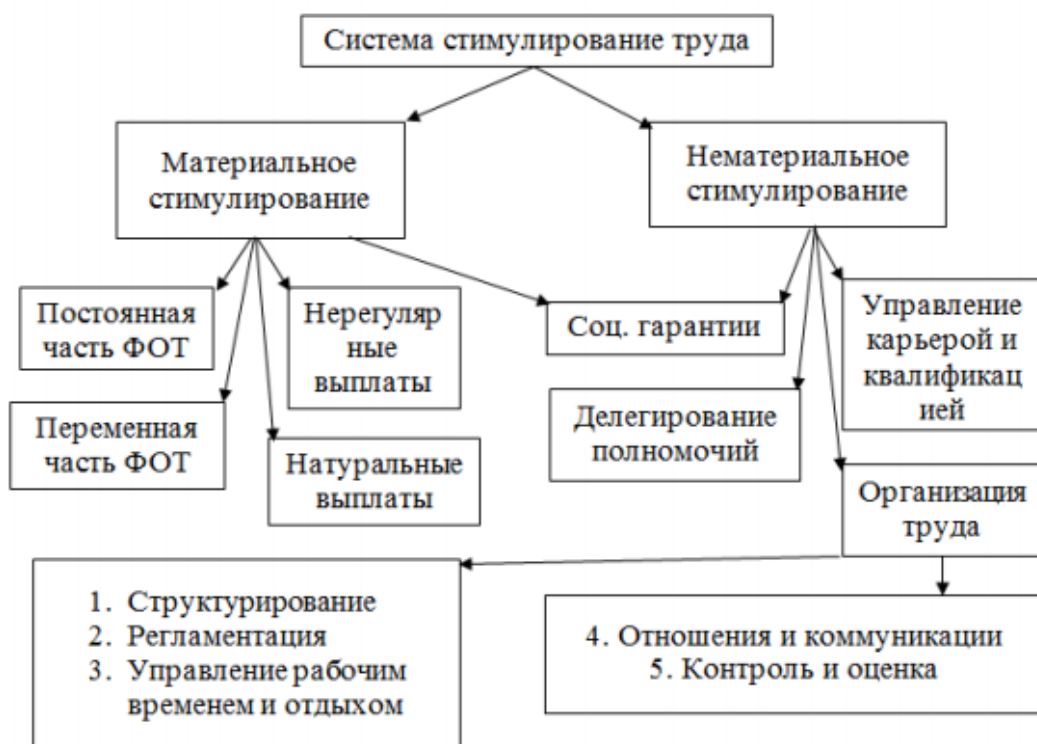 Система стимулирование труда
Материальное
стимулирование
Нематериальное
стимулирование
Постоянная
часть ФОТ
Нерегуляр
ные
выплаты
Соц. гарантии
Управление
карьерой и
квалификац
ией
Переменная
часть ФОТ
Натуральные
выплаты
Делегирование
полномочий
Организация
труда
1. Структурирование
2. Регламентация
3. Управление рабочим
временем и отдыхом
4. Отношения и коммуникации
5. Контроль и оценка